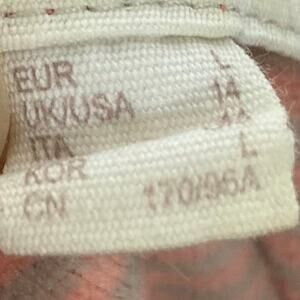 EUR L
UK/USA 14
ITA
KOR L
CN 170/96A